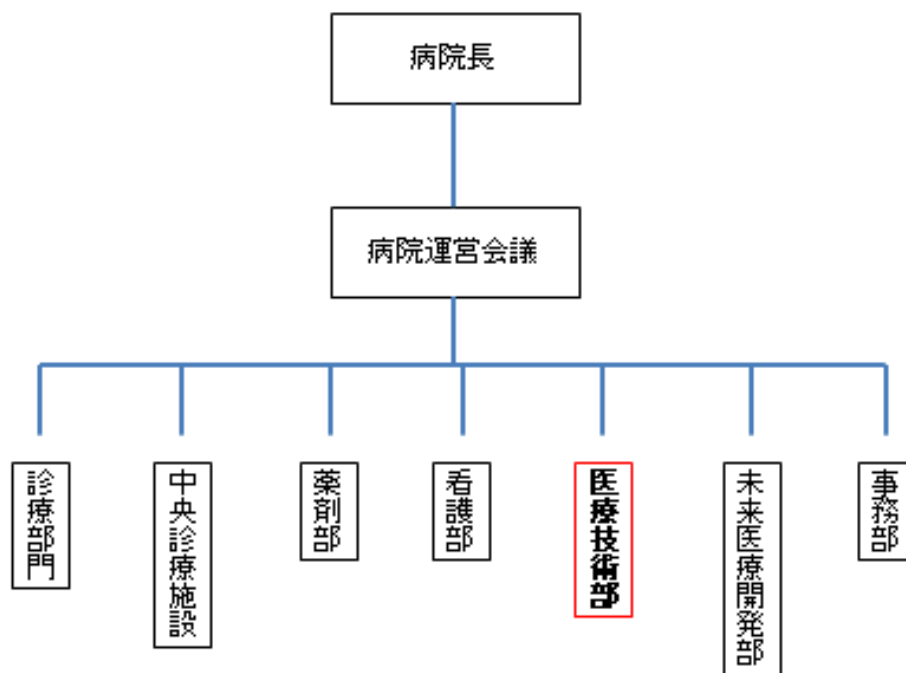 病院長
病院運営会議
診療部門
中央診療施設
薬剤部
看護部
医療技術部
未来医療開発部
事務部